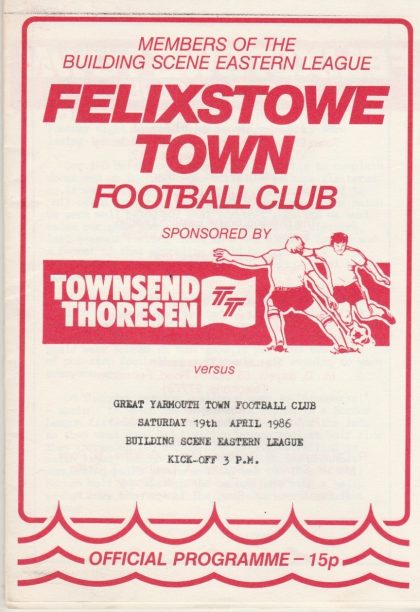 MEMBERS OF THE
BUILDING SCENE EASTERN LEAGUE
FELIXSTOWE
TOWN
FOOTBALL CLUB
SPONSORED BY
TOWNSEND
THORESEN
TT
versus
GREAT YARMOUTH TOWN FOOTBALL CLUB
SATURDAY 19th APRIL 1986
BUILDING SCENE EASTERN LEAGUE
KICK-OFF 3 P.M.
OFFICIAL PROGRAMME – 15p